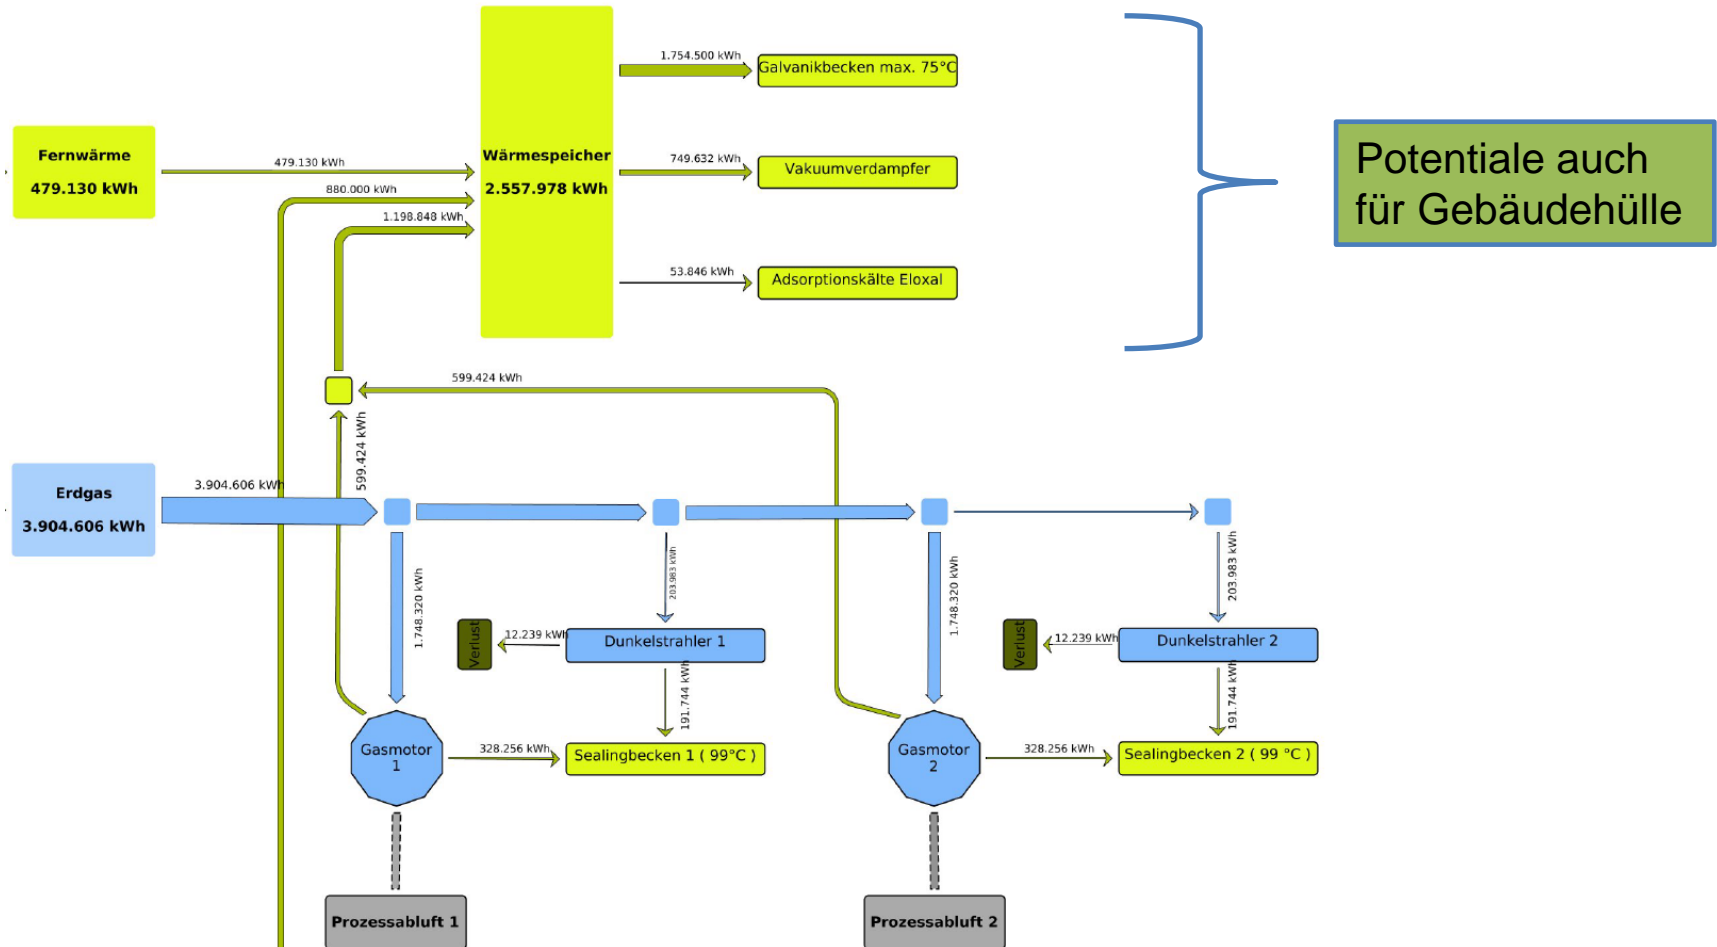 1.754.500 kWh
Galvanikbecken max. 75°C
Fernwärme
479.130 kWh
479.130 kWh
880.000 kWh
1.198.848 kWh
Wärmespeicher
2.557.978 kWh
749.632 kWh
Vakuumverdampfer
53.846 kWh
Adsorptionskälte Eloxal
Potentiale auch
für Gebäudehülle
599.424 kWh
599.424 kWh
Erdgas
3.904.606 kWh
3.904.606 kWh
1.748.320 kWh
203.983 kWh
1.748.320 kWh
203.983 kWh
Verlust
12.239 kWh
Dunkelstrahler 1
Verlust
12.239 kWh
Dunkelstrahler 2
191.744 kWh
191.744 kWh
Gasmotor
1
328.256 kWh
Sealingbecken 1 ( 99°C )
Gasmotor
2
328.256 kWh
Sealingbecken 2 ( 99 °C )
Prozessabluft 1
Prozessabluft 2